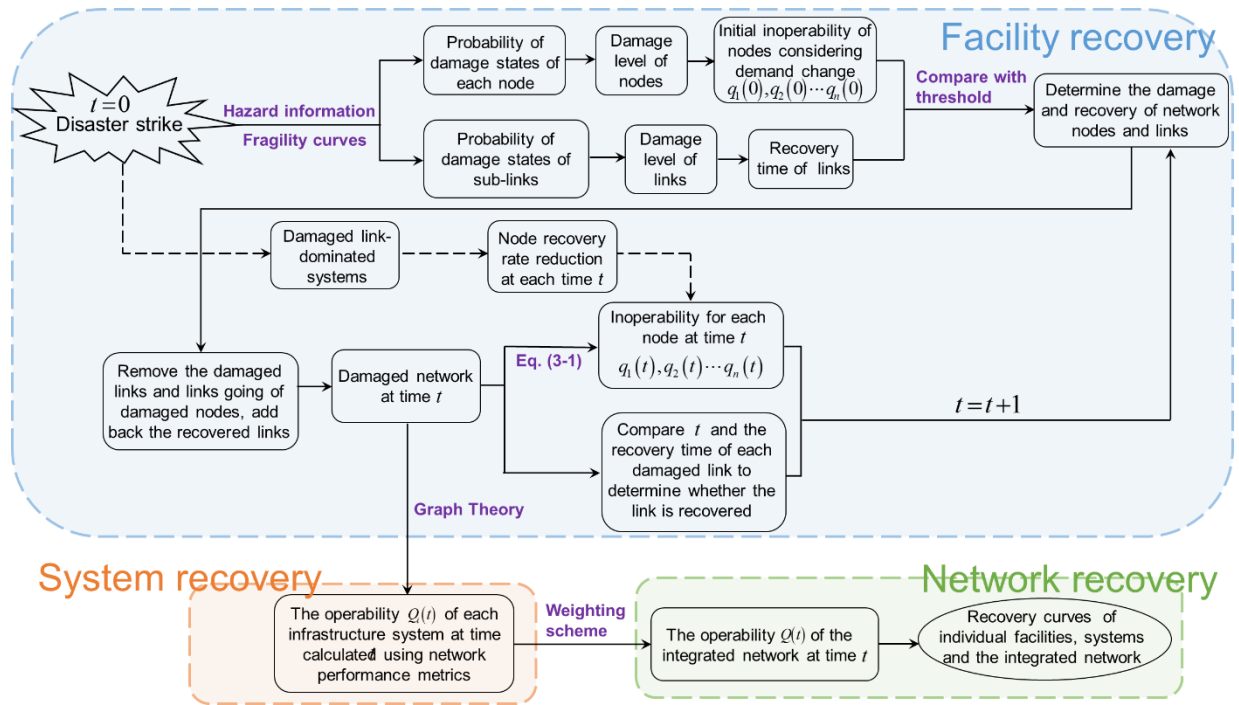 Facility recovery
t=0
Disaster strike
Hazard information
Fragility curves
Probability of
damage states of
each node
Damage
level of
nodes
Initial inoperability of
nodes considering
demand change
q₁(0),q₂(0)⋯qₙ(0)
Compare with
threshold
Determine the damage
and recovery of network
nodes and links
Probability of
damage states of
sub-links
Damage
level of
links
Recovery
time of links
Damaged link-
dominated
systems
Node recovery
rate reduction
at each time t
Remove the damaged
links and links going of
damaged nodes, add
back the recovered links
Damaged network
at time t
Eq. (3-1)
Inoperability for each
node at time t
q₁(t),q₂(t)⋯qₙ(t)
Compare t and the
recovery time of each
damaged link to
determine whether the
link is recovered
t=t+1
Graph Theory
System recovery
The operability Qᵢ(t) of each
infrastructure system at time
calculated using network
performance metrics
Weighting
scheme
Network recovery
The operability Q(t) of the
integrated network at time t
Recovery curves of
individual facilities, systems
and the integrated network